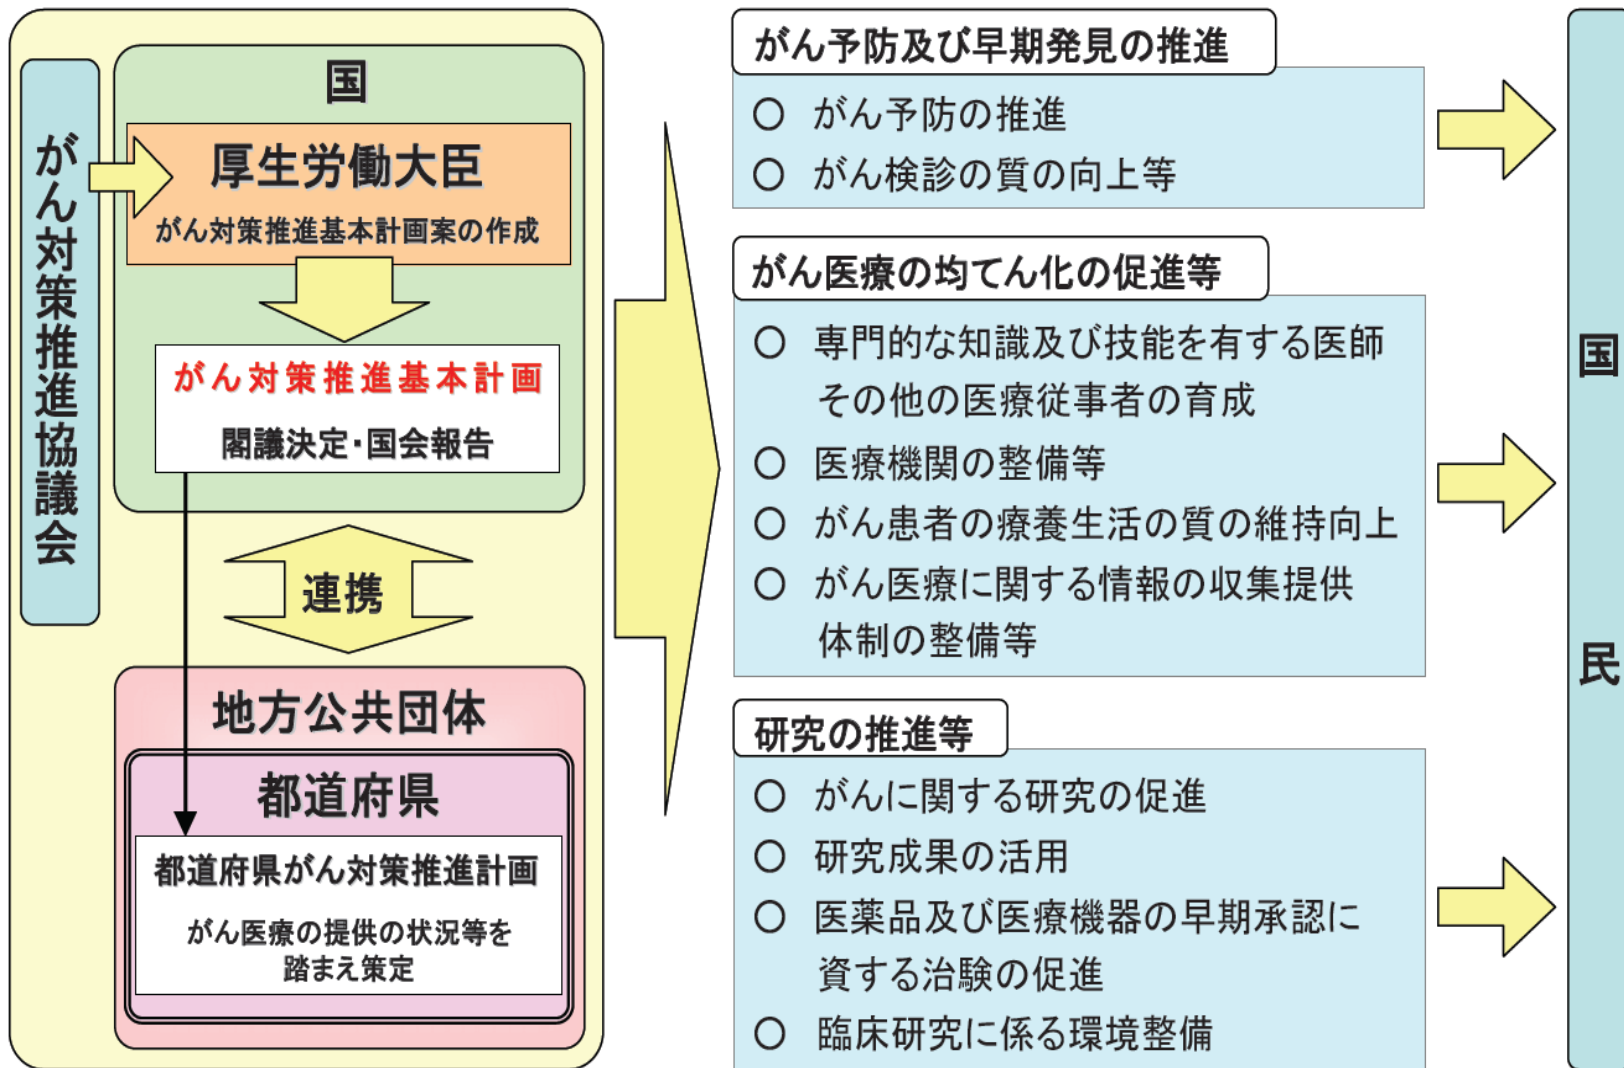 がん対策推進協議会
国
厚生労働大臣
がん対策推進基本計画案の作成
がん対策推進基本計画
閣議決定・国会報告
連携
地方公共団体
都道府県
都道府県がん対策推進計画
がん医療の提供の状況等を
踏まえ策定
がん予防及び早期発見の推進
○ がん予防の推進
○ がん検診の質の向上等
がん医療の均てん化の促進等
○ 専門的な知識及び技能を有する医師
その他の医療従事者の育成
○ 医療機関の整備等
○ がん患者の療養生活の質の維持向上
○ がん医療に関する情報の収集提供
体制の整備等
研究の推進等
○ がんに関する研究の促進
○ 研究成果の活用
○ 医薬品及び医療機器の早期承認に
資する治験の促進
○ 臨床研究に係る環境整備
国民